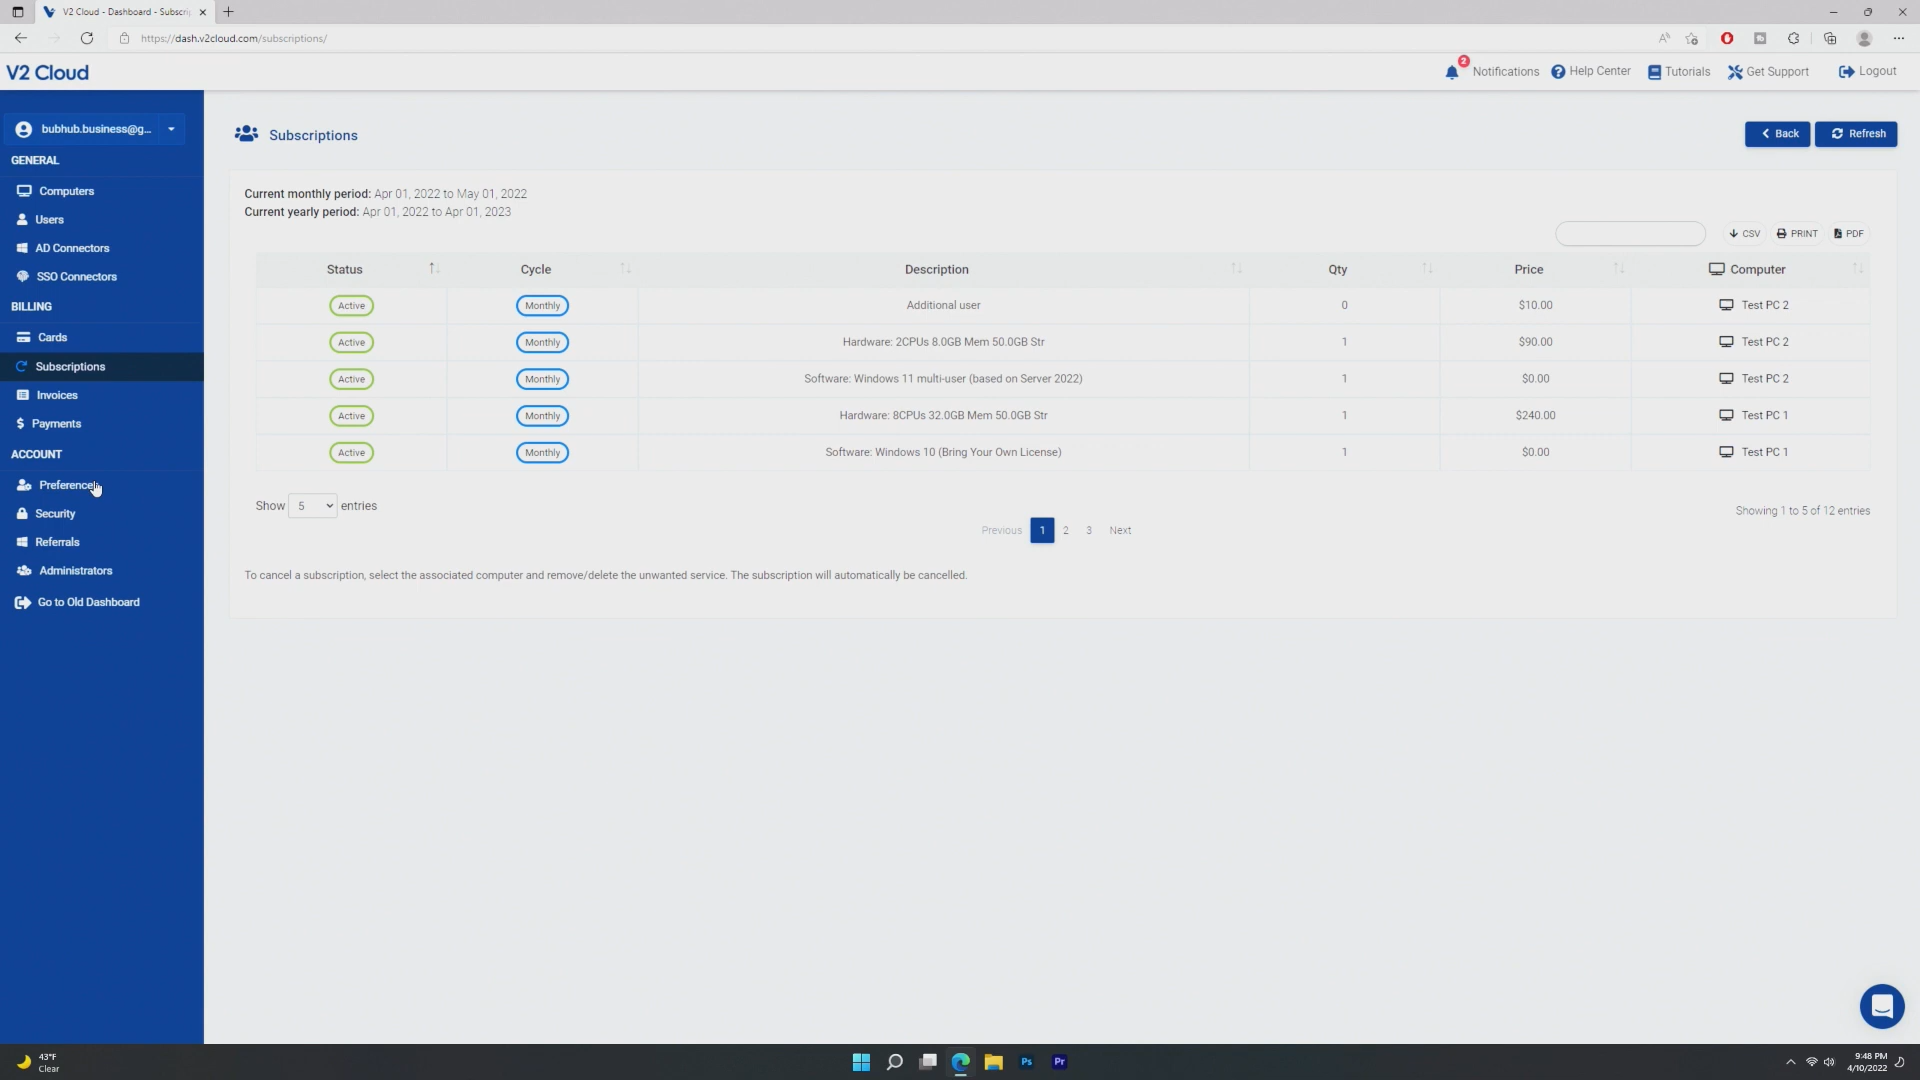 V2 Cloud - Dashboard - Subscri
https://dash.v2cloud.com/subscriptions/
V2 Cloud
2
Notifications
Help Center
Tutorials
Get Support
Logout
bubhub.business@g...
GENERAL
Computers
Users
AD Connectors
SSO Connectors
BILLING
Cards
Subscriptions
Invoices
Payments
ACCOUNT
Preferences
Security
Referrals
Administrators
Go to Old Dashboard
Subscriptions
Back
Refresh
Current monthly period: Apr 01, 2022 to May 01, 2022
Current yearly period: Apr 01, 2022 to Apr 01, 2023
CSV PRINT PDF
Status Cycle Description Qty Price Computer
Active Monthly Additional user 0 $10.00 Test PC 2
Active Monthly Hardware: 2CPUs 8.0GB Mem 50.0GB Str 1 $90.00 Test PC 2
Active Monthly Software: Windows 11 multi-user (based on Server 2022) 1 $0.00 Test PC 2
Active Monthly Hardware: 8CPUs 32.0GB Mem 50.0GB Str 1 $240.00 Test PC 1
Active Monthly Software: Windows 10 (Bring Your Own License) 1 $0.00 Test PC 1
Show 5 entries
Showing 1 to 5 of 12 entries
Previous 1 2 3 Next
To cancel a subscription, select the associated computer and remove/delete the unwanted service. The subscription will automatically be cancelled.
43°F
Clear
Ps
Pr
9:48 PM
4/10/2022